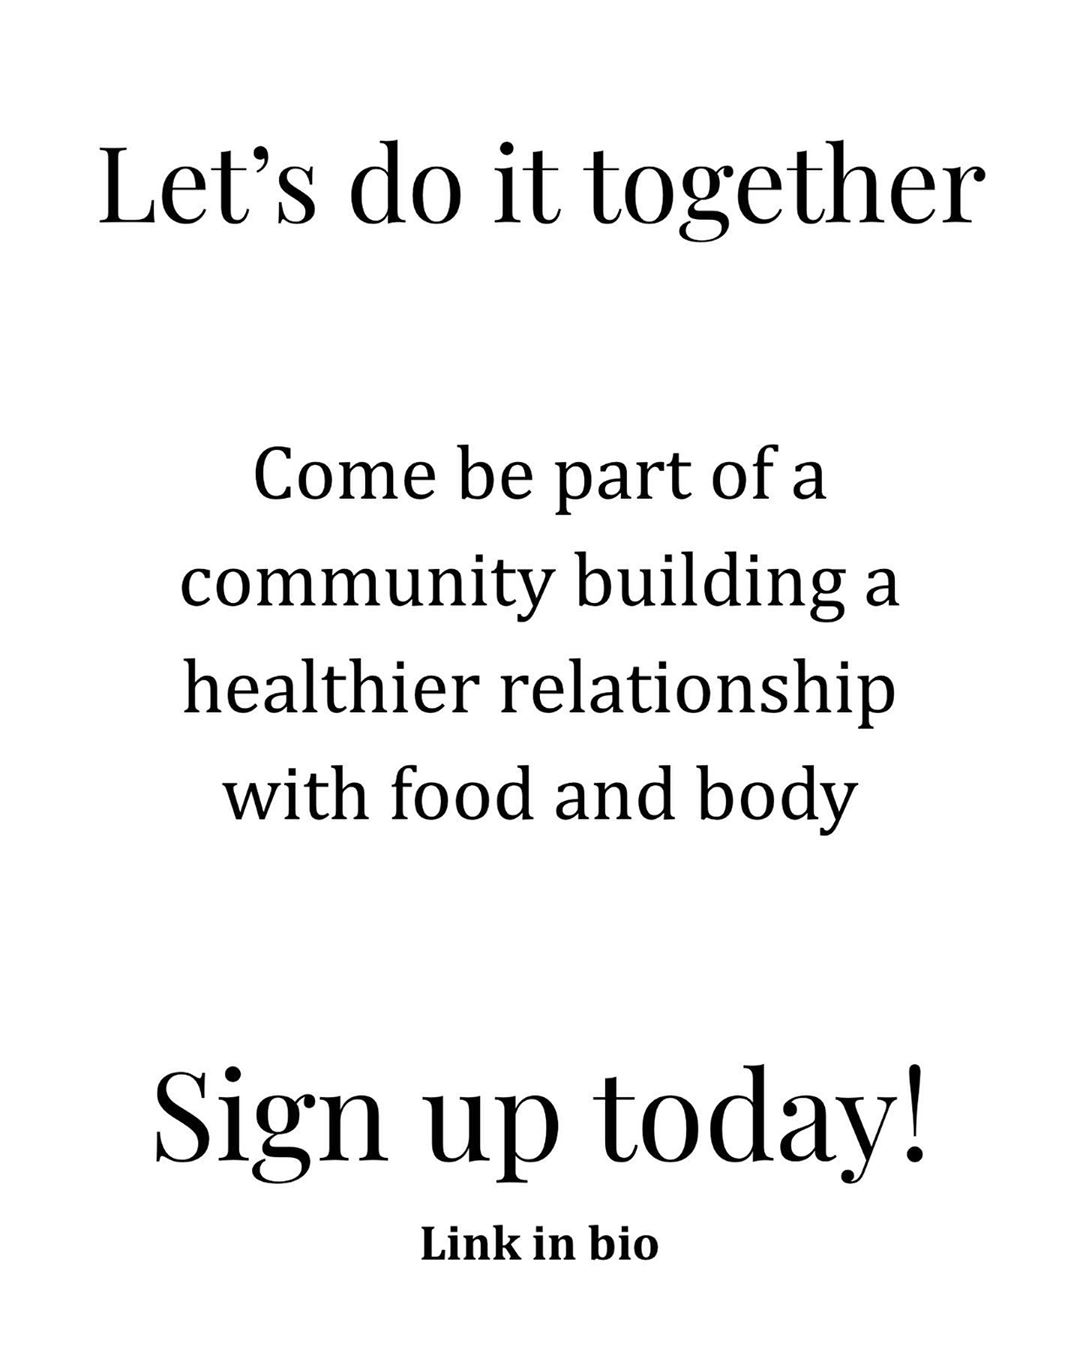 Let’s do it together
Come be part of a
community building a
healthier relationship
with food and body
Sign up today!
Link in bio